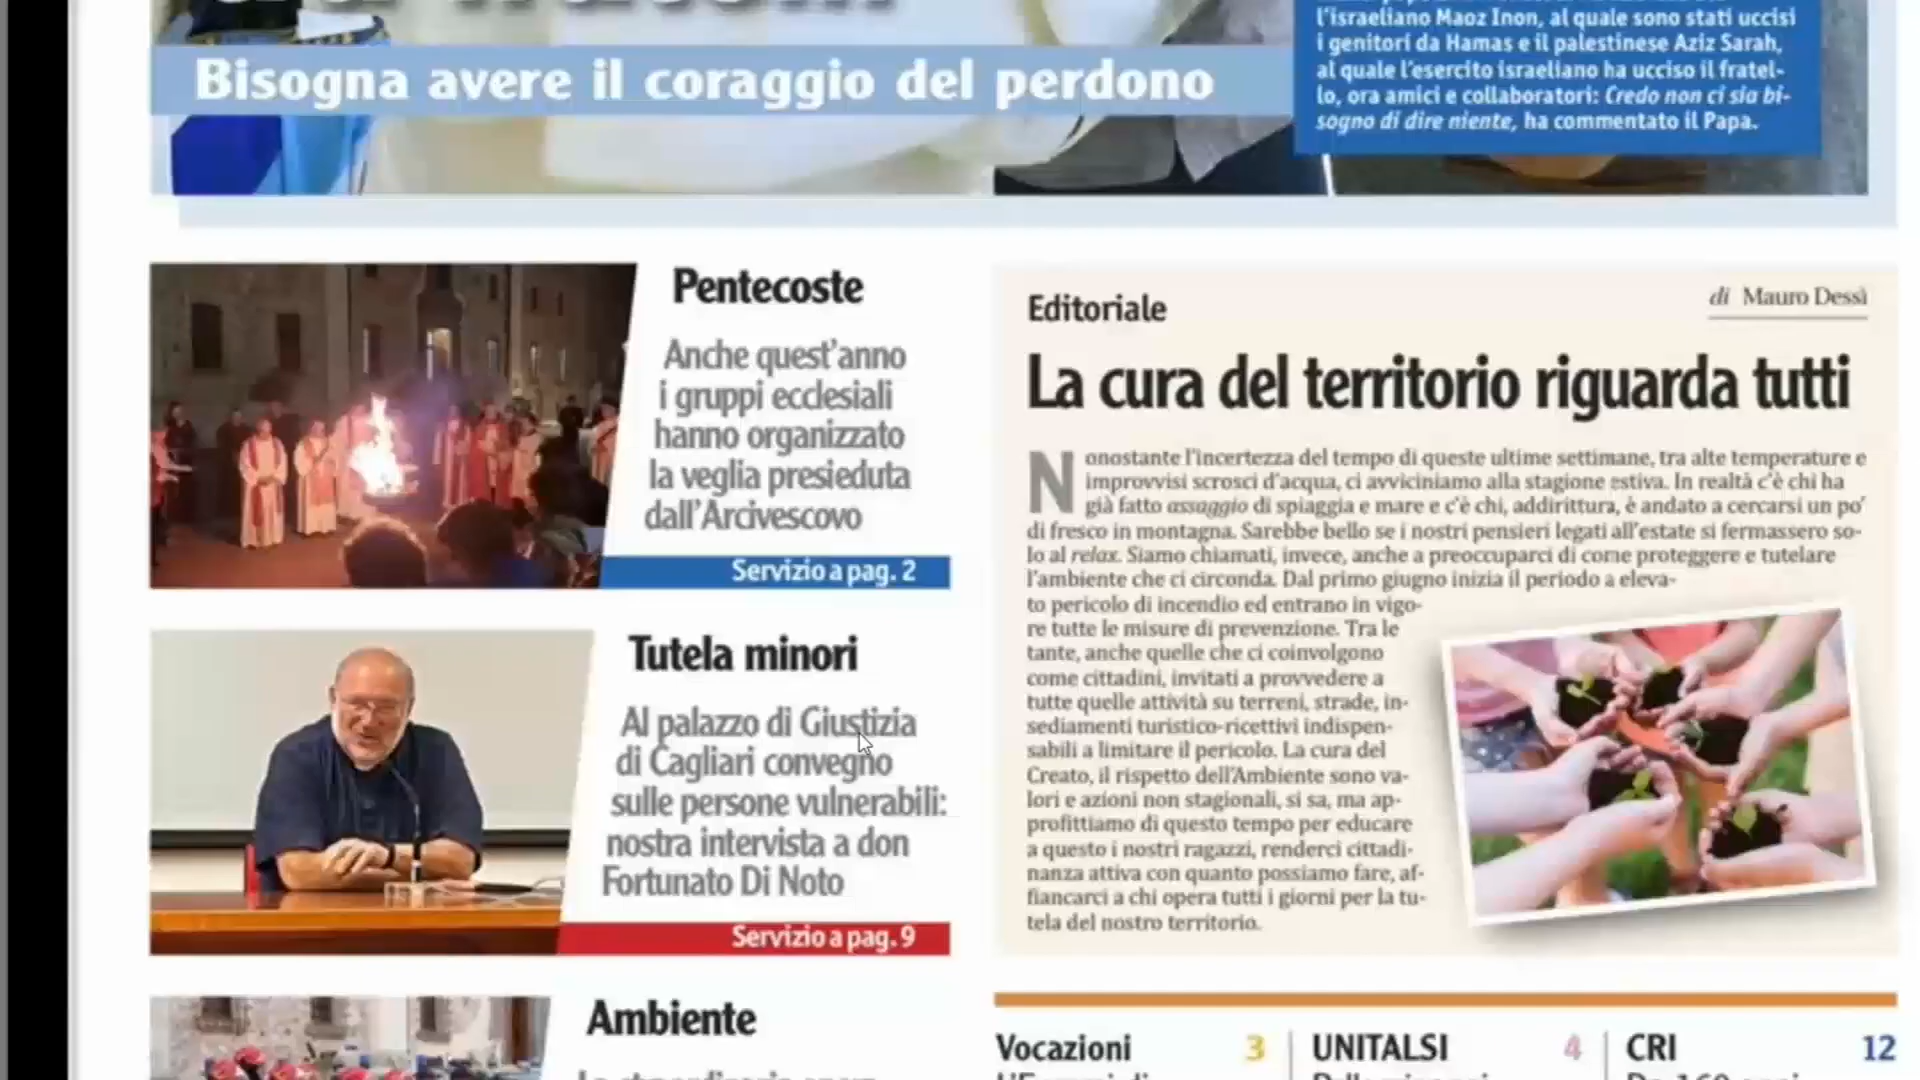 l'israeliano Maoz Inon, al quale sono stati uccisi
i genitori da Hamas e il palestinese Aziz Sarah,
al quale l'esercito israeliano ha ucciso il fratel-
lo, ora amici e collaboratori: Credo non ci sia bi-
sogno di dire niente, ha commentato il Papa.
Bisogna avere il coraggio del perdono
Pentecoste
Anche quest'anno
i gruppi ecclesiali
hanno organizzato
la veglia presieduta
dall'Arcivescovo
Servizio a pag. 2
Tutela minori
Al palazzo di Giustizia
di Cagliari convegno
sulle persone vulnerabili:
nostra intervista a don
Fortunato Di Noto
Servizio a pag. 9
Ambiente
Editoriale
di Mauro Dessì
La cura del territorio riguarda tutti
Nonostante l'incertezza del tempo di queste ultime settimane, tra alte temperature e
improvvisi scrosci d'acqua, ci avviciniamo alla stagione estiva. In realtà c'è chi ha
già fatto assaggio di spiaggia e mare e c'è chi, addirittura, è andato a cercarsi un po'
di fresco in montagna. Sarebbe bello se i nostri pensieri legati all'estate si fermassero so-
lo al relax. Siamo chiamati, invece, anche a preoccuparci di come proteggere e tutelare
l'ambiente che ci circonda. Dal primo giugno inizia il periodo a eleva-
to pericolo di incendio ed entrano in vigo-
re tutte le misure di prevenzione. Tra le
tante, anche quelle che ci coinvolgono
come cittadini, invitati a provvedere a
tutte quelle attività su terreni, strade, in-
sediamenti turistico-ricettivi indispen-
sabili a limitare il pericolo. La cura del
Creato, il rispetto dell'Ambiente sono va-
lori e azioni non stagionali, si sa, ma ap-
profittiamo di questo tempo per educare
a questo i nostri ragazzi, renderci cittadi-
nanza attiva con quanto possiamo fare, af-
fiancarci a chi opera tutti i giorni per la tu-
tela del nostro territorio.
Vocazioni 3
UNITALSI 4
CRI 12